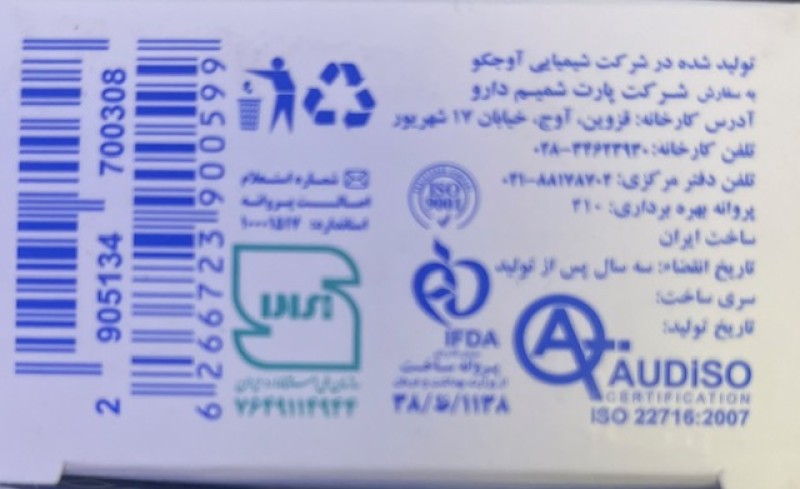 تولید شده در شرکت شیمیایی آوجکو
به سفارش شرکت پارت شمیم دارو
آدرس کارخانه: قزوین، آوج، خیابان ۱۷ شهریور
تلفن کارخانه: ۳۴۶۲۳۹۳۰-۰۲۸
تلفن دفتر مرکزی: ۸۸۱۷۸۷۰۲-۰۲۱
پروانه بهره برداری: ۲۱۰
ساخت ایران
تاریخ انقضاء: سه سال پس از تولید
سری ساخت:
تاریخ تولید:
AUDiSO
CERTIFICATION
ISO 22716:2007
ISO
9001
IFDA
پروانه ساخت
۳۸/ظ/۱۱۳۸
شماره استعلام
اصالت پروانه
استاندارد: ۱۰۰۰۱۵۱۷
۷۶۴۹۱۱۴۹۴۴
6 266723 900599
2 905134 700308